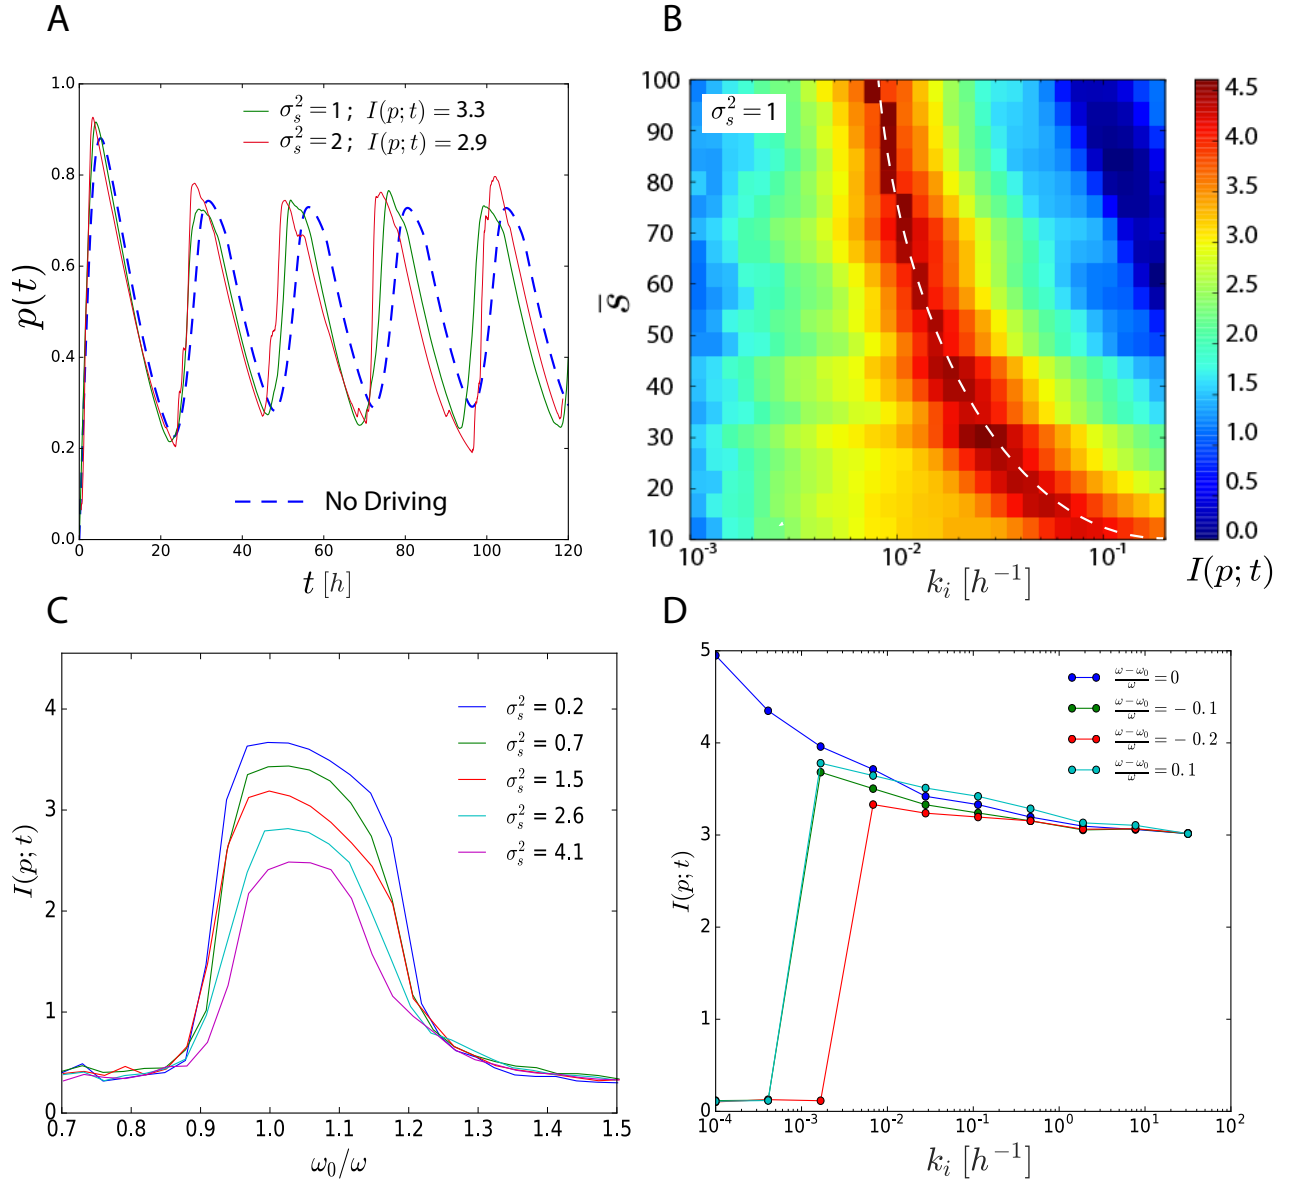 A
p(t)
1.0
0.8
0.6
0.4
0.2
0.0
σ_s^2 = 1 ; I(p; t) = 3.3
σ_s^2 = 2 ; I(p; t) = 2.9
No Driving
0 20 40 60 80 100 120
t [h]
B
s̅
100
90
80
70
60
50
40
30
20
10
σ_s^2 = 1
10^-3 10^-2 10^-1
k_i [h^-1]
4.5
4.0
3.5
3.0
2.5
2.0
1.5
1.0
0.5
0.0
I(p; t)
C
I(p; t)
4
3
2
1
0
σ_s^2 = 0.2
σ_s^2 = 0.7
σ_s^2 = 1.5
σ_s^2 = 2.6
σ_s^2 = 4.1
0.7 0.8 0.9 1.0 1.1 1.2 1.3 1.4 1.5
ω_0/ω
D
I(p; t)
5
4
3
2
1
0
(ω−ω_0)/ω = 0
(ω−ω_0)/ω = − 0.1
(ω−ω_0)/ω = − 0.2
(ω−ω_0)/ω = 0.1
10^-4 10^-3 10^-2 10^-1 10^0 10^1 10^2
k_i [h^-1]